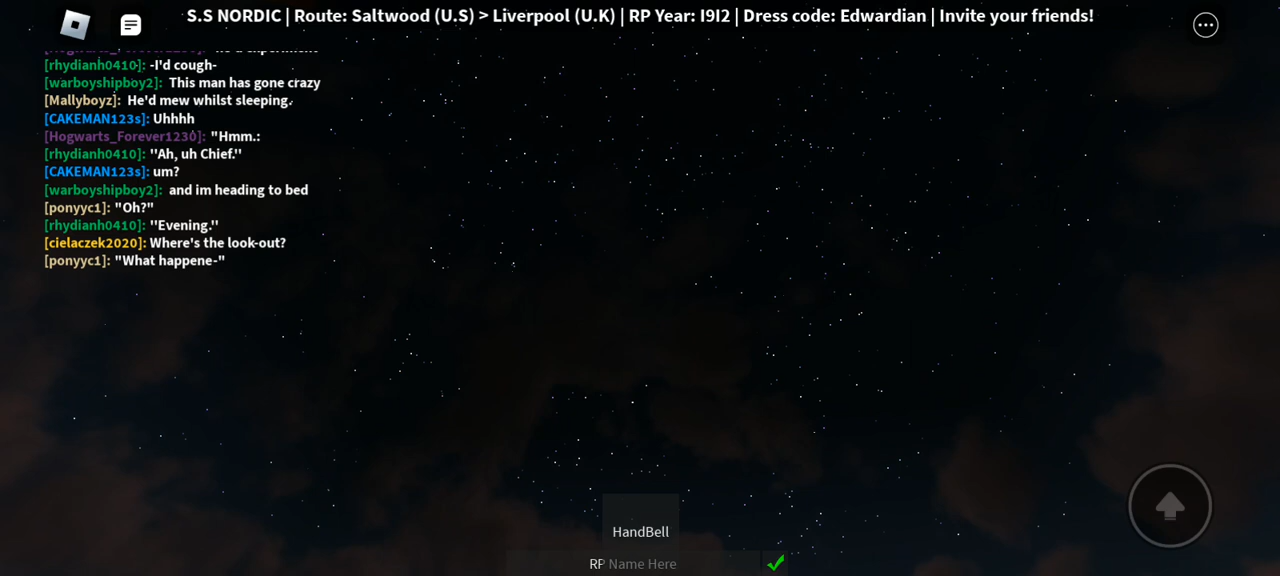 S.S NORDIC | Route: Saltwood (U.S) > Liverpool (U.K) | RP Year: I9I2 | Dress code: Edwardian | Invite your friends!
[rhydianh0410]: -I'd cough-
[warboyshipboy2]: This man has gone crazy
[Mallyboyz]: He'd mew whilst sleeping.
[CAKEMAN123s]: Uhhhh
[Hogwarts_Forever1230]: "Hmm.:
[rhydianh0410]: "Ah, uh Chief."
[CAKEMAN123s]: um?
[warboyshipboy2]: and im heading to bed
[ponyyc1]: "Oh?"
[rhydianh0410]: "Evening."
[cielaczek2020]: Where's the look-out?
[ponyyc1]: "What happene-"
HandBell
RP Name Here